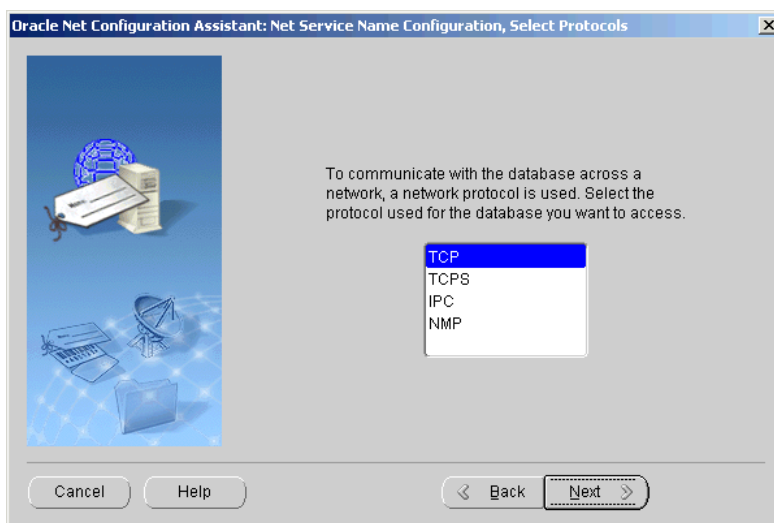 Oracle Net Configuration Assistant: Net Service Name Configuration, Select Protocols
To communicate with the database across a
network, a network protocol is used. Select the
protocol used for the database you want to access.
TCP
TCPS
IPC
NMP
Cancel
Help
Back
Next